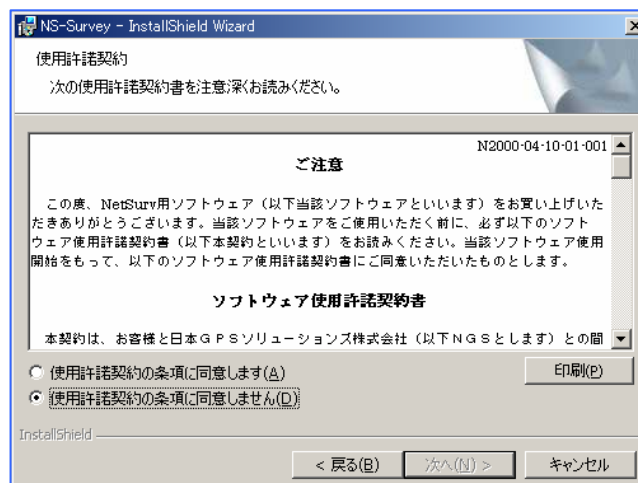 NS-Survey - InstallShield Wizard
使用許諾契約
次の使用許諾契約書を注意深くお読みください。
N2000-04-10-01-001
ご注意
この度、NetSurv用ソフトウェア（以下当該ソフトウェアといいます）をお買い上げいた
だきありがとうございます。当該ソフトウェアをご使用いただく前に、必ず以下のソフト
ウェア使用許諾契約書（以下本契約といいます）をお読みください。当該ソフトウェア使用
開始をもって、以下のソフトウェア使用許諾契約書にご同意いただいたものとします。
ソフトウェア使用許諾契約書
本契約は、お客様と日本ＧＰＳソリューションズ株式会社（以下ＮＧＳとします）との間
使用許諾契約の条項に同意します(A)
印刷(P)
使用許諾契約の条項に同意しません(D)
InstallShield
< 戻る(B)
次へ(N) >
キャンセル